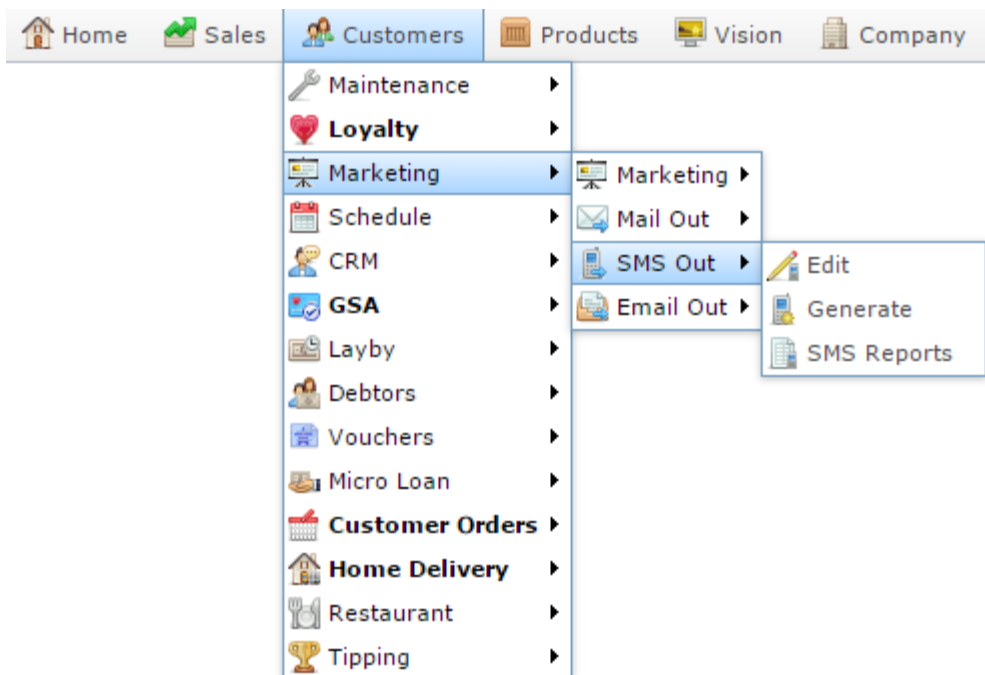 Home Sales Customers Products Vision Company
Maintenance
Loyalty
Marketing Marketing
Schedule Mail Out
CRM SMS Out Edit
GSA Email Out Generate
Layby SMS Reports
Debtors
Vouchers
Micro Loan
Customer Orders
Home Delivery
Restaurant
Tipping